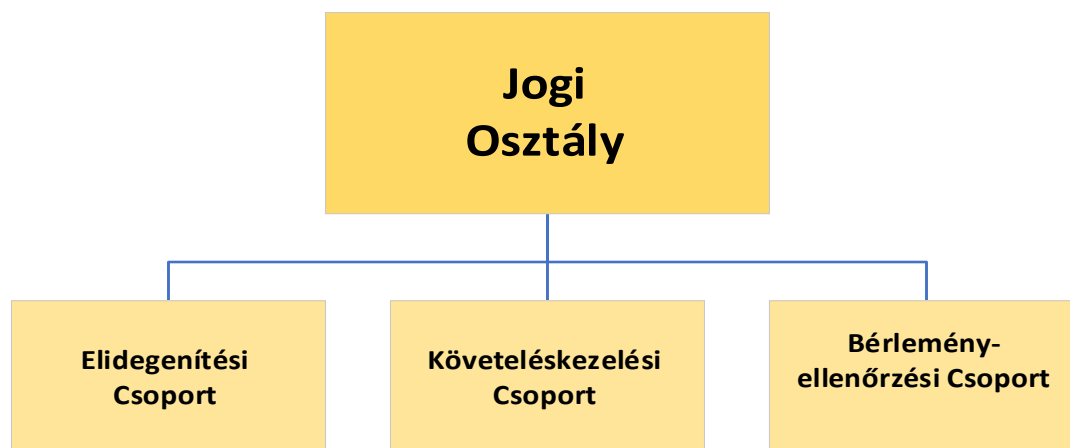 Jogi
Osztály
Elidegenítési
Csoport
Követeléskezelési
Csoport
Bérlemény-
ellenőrzési Csoport